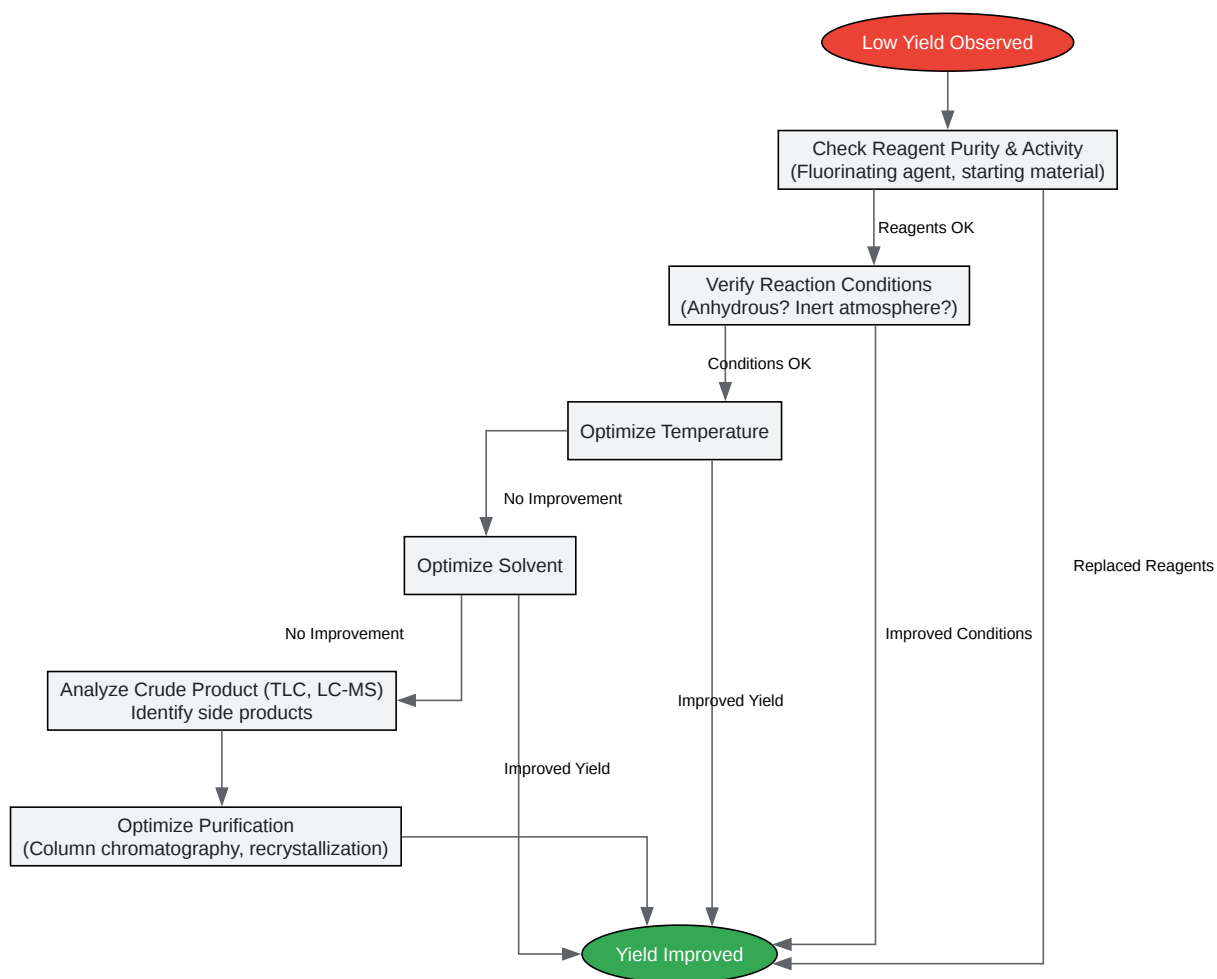 Low Yield Observed
Check Reagent Purity & Activity
(Fluorinating agent, starting material)
Reagents OK
Verify Reaction Conditions
(Anhydrous? Inert atmosphere?)
Conditions OK
Optimize Temperature
No Improvement
Optimize Solvent
Replaced Reagents
No Improvement
Improved Conditions
Analyze Crude Product (TLC, LC-MS)
Identify side products
Improved Yield
Improved Yield
Optimize Purification
(Column chromatography, recrystallization)
Yield Improved